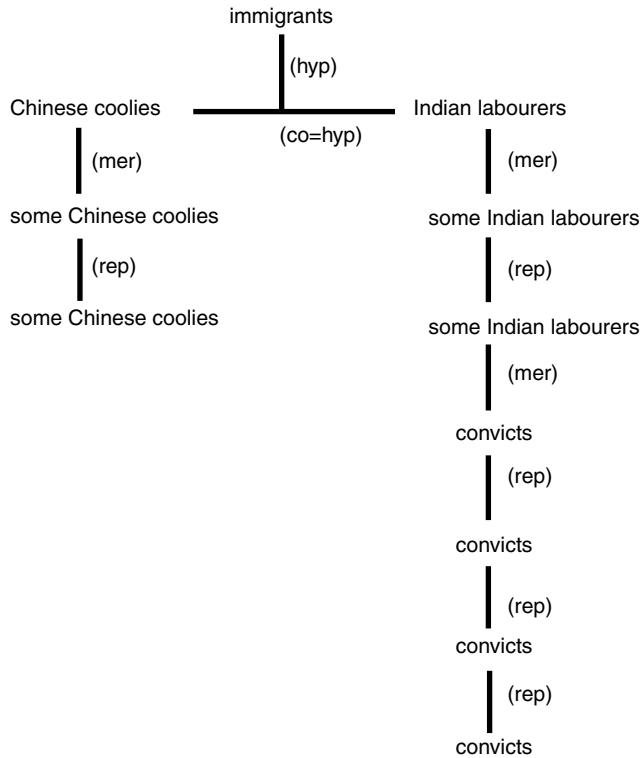 immigrants
(hyp)
Chinese coolies
Indian labourers
(co=hyp)
(mer)
(mer)
some Chinese coolies
some Indian labourers
(rep)
(rep)
some Chinese coolies
some Indian labourers
(mer)
convicts
(rep)
convicts
(rep)
convicts
(rep)
convicts